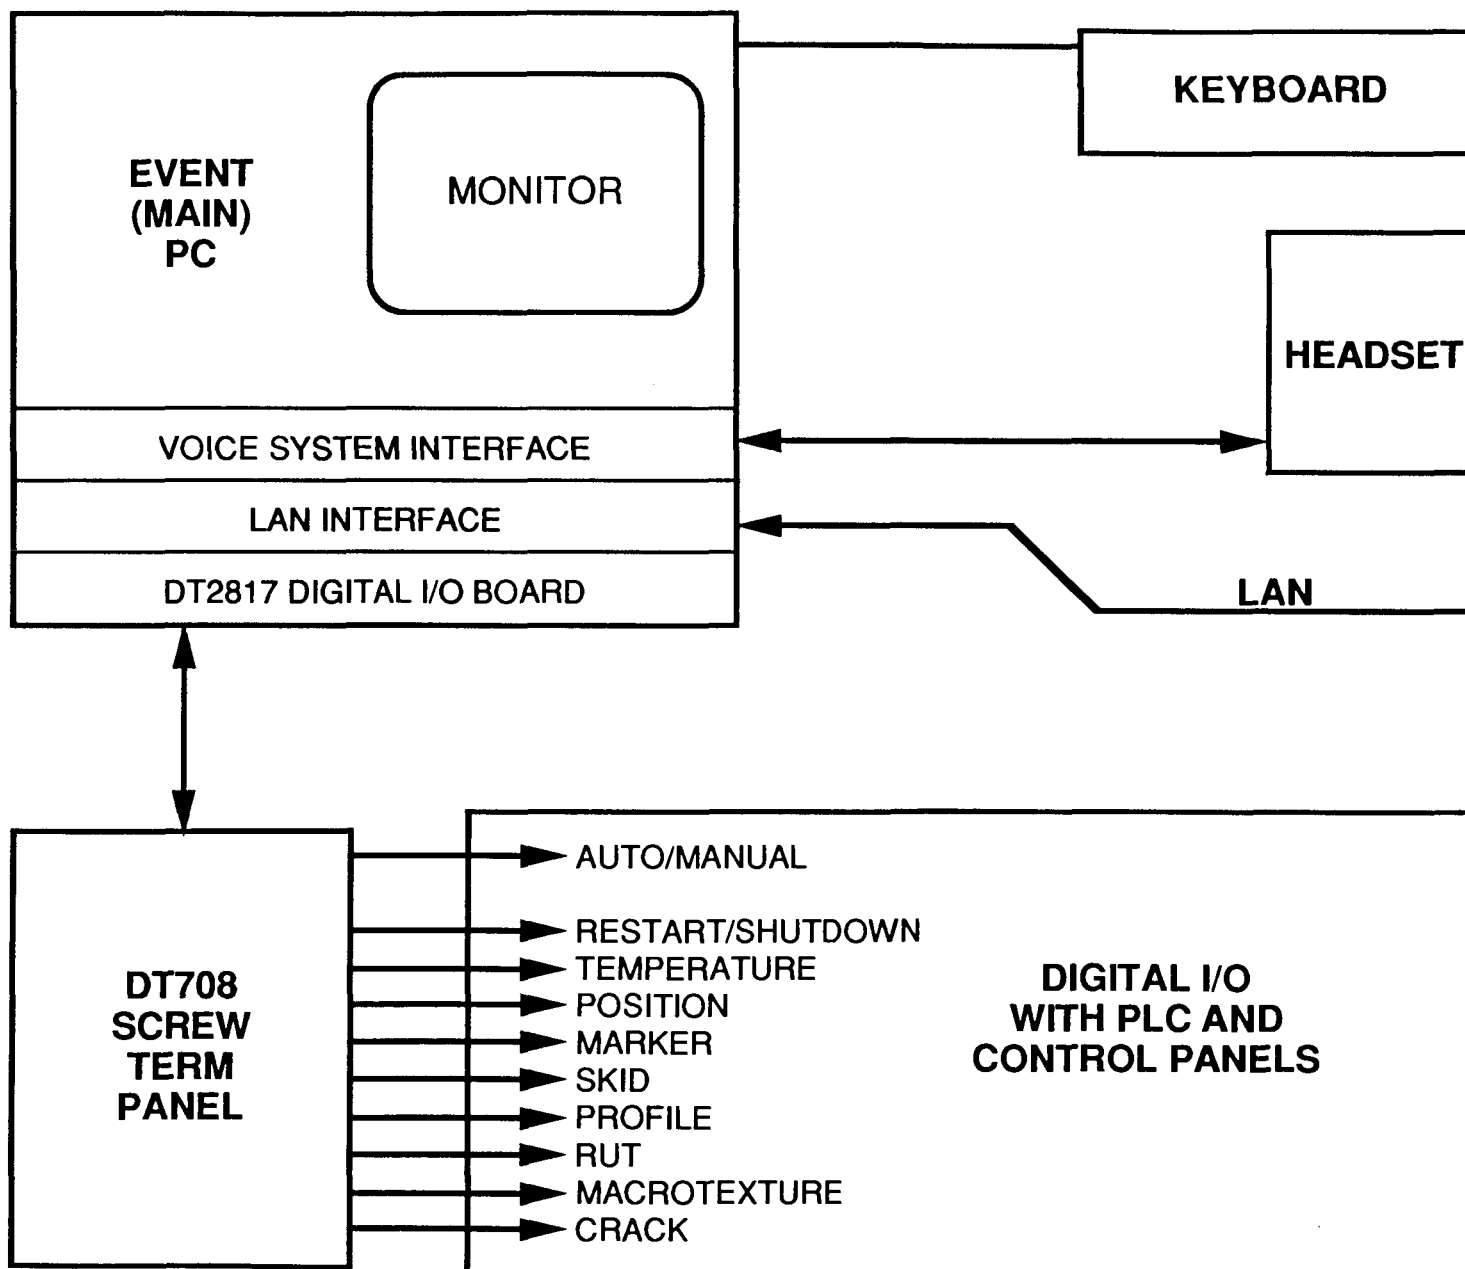 KEYBOARD
EVENT
(MAIN)
PC
MONITOR
HEADSET
VOICE SYSTEM INTERFACE
LAN INTERFACE
DT2817 DIGITAL I/O BOARD
LAN
DT708
SCREW
TERM
PANEL
AUTO/MANUAL
RESTART/SHUTDOWN
TEMPERATURE
POSITION
MARKER
SKID
PROFILE
RUT
MACROTEXTURE
CRACK
DIGITAL I/O
WITH PLC AND
CONTROL PANELS